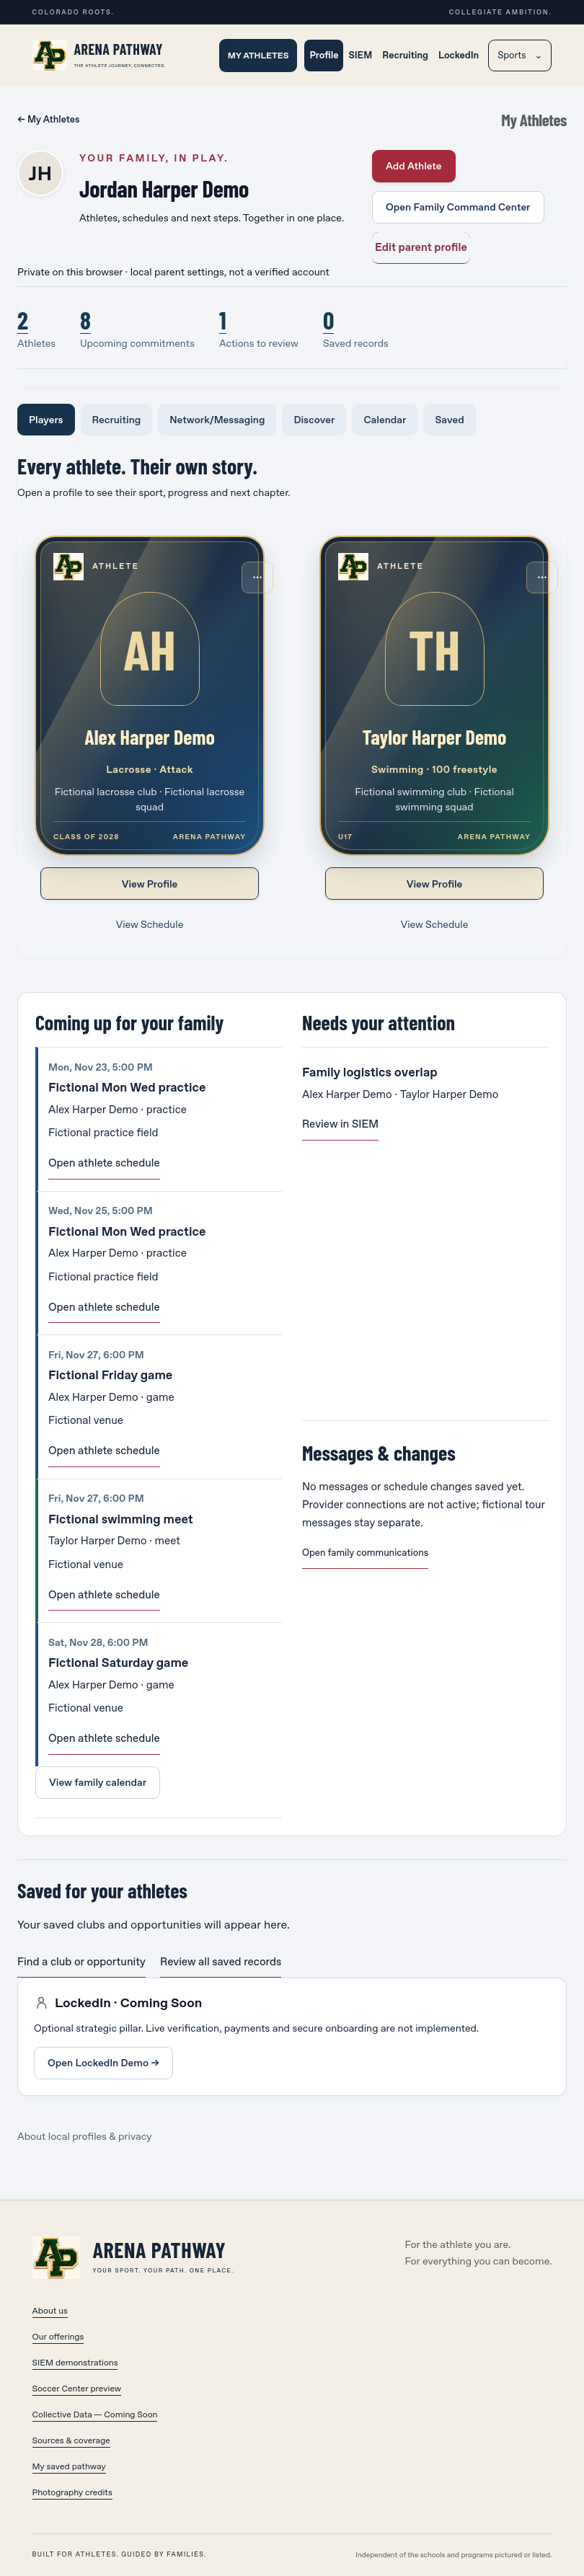 COLORADO ROOTS.
COLLEGIATE AMBITION.
AP
ARENA PATHWAY
THE ATHLETE JOURNEY, CONNECTED.
MY ATHLETES
Profile
SIEM
Recruiting
LockedIn
Sports
← My Athletes
My Athletes
JH
YOUR FAMILY, IN PLAY.
Jordan Harper Demo
Athletes, schedules and next steps. Together in one place.
Add Athlete
Open Family Command Center
Edit parent profile
Private on this browser · local parent settings, not a verified account
2
Athletes
8
Upcoming commitments
1
Actions to review
0
Saved records
Players
Recruiting
Network/Messaging
Discover
Calendar
Saved
Every athlete. Their own story.
Open a profile to see their sport, progress and next chapter.
AP
ATHLETE
...
AH
Alex Harper Demo
Lacrosse · Attack
Fictional lacrosse club · Fictional lacrosse
squad
CLASS OF 2028
ARENA PATHWAY
View Profile
View Schedule
AP
ATHLETE
...
TH
Taylor Harper Demo
Swimming · 100 freestyle
Fictional swimming club · Fictional
swimming squad
U17
ARENA PATHWAY
View Profile
View Schedule
Coming up for your family
Mon, Nov 23, 5:00 PM
Fictional Mon Wed practice
Alex Harper Demo · practice
Fictional practice field
Open athlete schedule
Wed, Nov 25, 5:00 PM
Fictional Mon Wed practice
Alex Harper Demo · practice
Fictional practice field
Open athlete schedule
Fri, Nov 27, 6:00 PM
Fictional Friday game
Alex Harper Demo · game
Fictional venue
Open athlete schedule
Fri, Nov 27, 6:00 PM
Fictional swimming meet
Taylor Harper Demo · meet
Fictional venue
Open athlete schedule
Sat, Nov 28, 6:00 PM
Fictional Saturday game
Alex Harper Demo · game
Fictional venue
Open athlete schedule
View family calendar
Needs your attention
Family logistics overlap
Alex Harper Demo · Taylor Harper Demo
Review in SIEM
Messages & changes
No messages or schedule changes saved yet.
Provider connections are not active; fictional tour
messages stay separate.
Open family communications
Saved for your athletes
Your saved clubs and opportunities will appear here.
Find a club or opportunity
Review all saved records
LockedIn · Coming Soon
Optional strategic pillar. Live verification, payments and secure onboarding are not implemented.
Open LockedIn Demo →
About local profiles & privacy
AP
ARENA PATHWAY
YOUR SPORT. YOUR PATH. ONE PLACE.
For the athlete you are.
For everything you can become.
About us
Our offerings
SIEM demonstrations
Soccer Center preview
Collective Data — Coming Soon
Sources & coverage
My saved pathway
Photography credits
BUILT FOR ATHLETES. GUIDED BY FAMILIES.
Independent of the schools and programs pictured or listed.